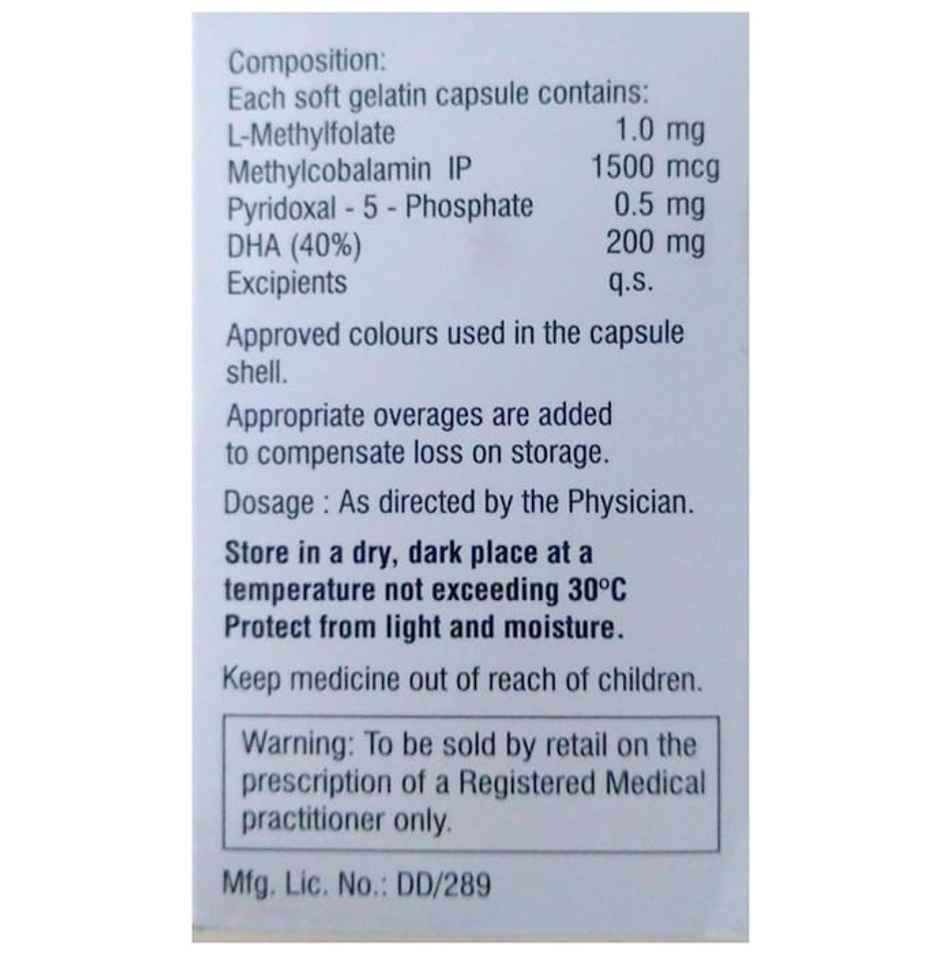 Composition:
Each soft gelatin capsule contains:
L-Methylfolate 1.0 mg
Methylcobalamin IP 1500 mcg
Pyridoxal - 5 - Phosphate 0.5 mg
DHA (40%) 200 mg
Excipients q.s.
Approved colours used in the capsule
shell.
Appropriate overages are added
to compensate loss on storage.
Dosage : As directed by the Physician.
Store in a dry, dark place at a
temperature not exceeding 30ºC
Protect from light and moisture.
Keep medicine out of reach of children.
Warning: To be sold by retail on the
prescription of a Registered Medical
practitioner only.
Mfg. Lic. No.: DD/289